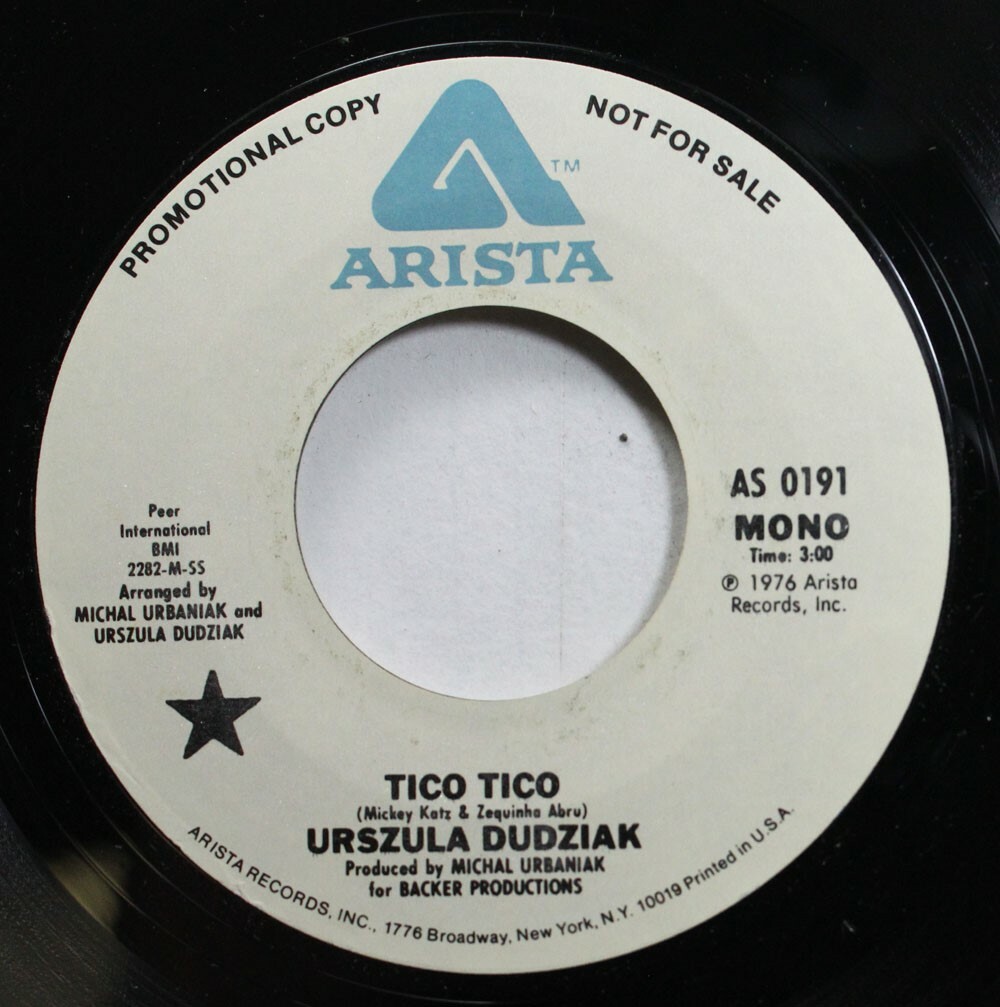 PROMOTIONAL COPY
NOT FOR SALE
TM
ARISTA
Peer
International
BMI
2282-M-SS
Arranged by
MICHAL URBANIAK and
URSZULA DUDZIAK
AS 0191
MONO
Time: 3:00
℗ 1976 Arista
Records, Inc.
TICO TICO
(Mickey Katz & Zequinha Abru)
URSZULA DUDZIAK
Produced by MICHAL URBANIAK
for BACKER PRODUCTIONS
ARISTA RECORDS, INC., 1776 Broadway, New York, N.Y. 10019 Printed in U.S.A.